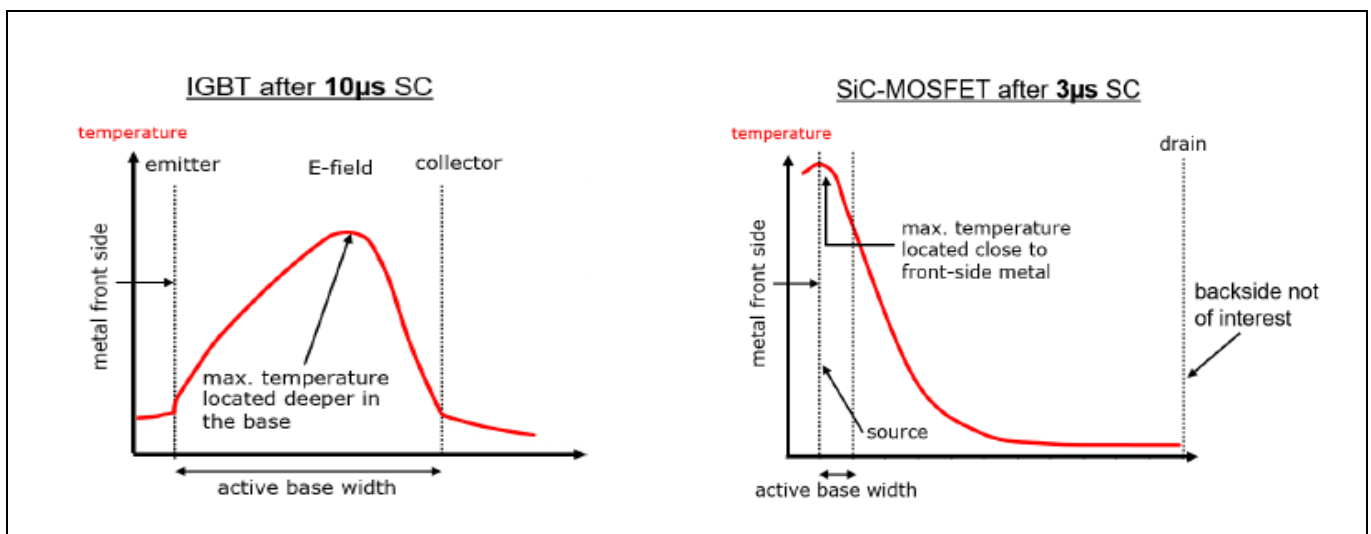 IGBT after 10µs SC
temperature
emitter
E-field
collector
metal front side
max. temperature
located deeper in
the base
active base width
SiC-MOSFET after 3µs SC
temperature
drain
metal front side
max. temperature
located close to
front-side metal
backside not
of interest
source
active base width